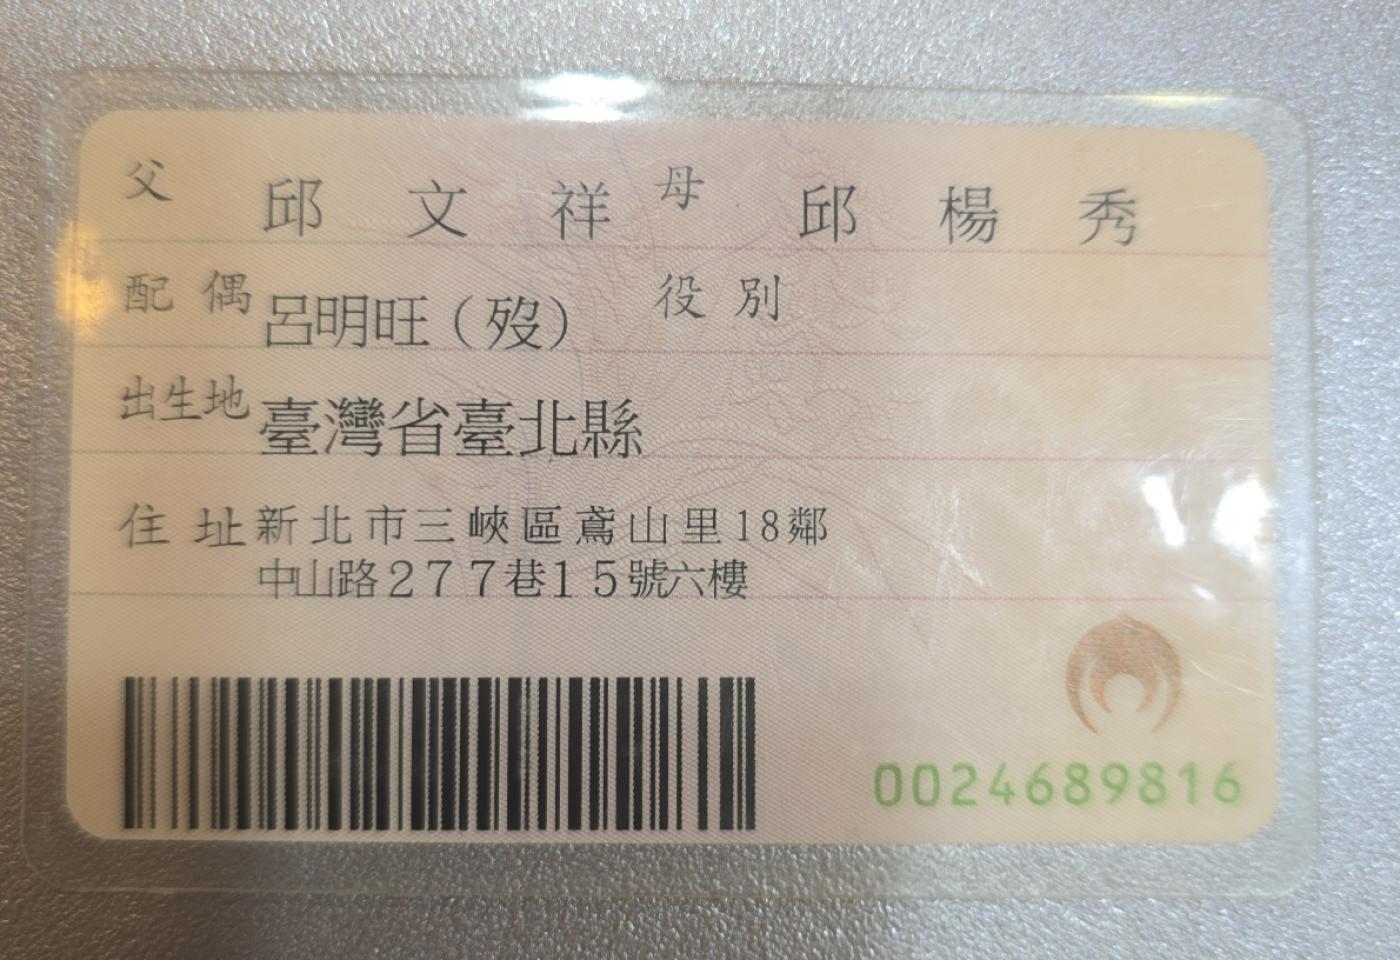 父 邱文祥 母 邱楊秀
配偶 呂明旺（歿） 役別
出生地 臺灣省臺北縣
住址 新北市三峽區鳶山里18鄰
中山路277巷15號六樓
0024689816